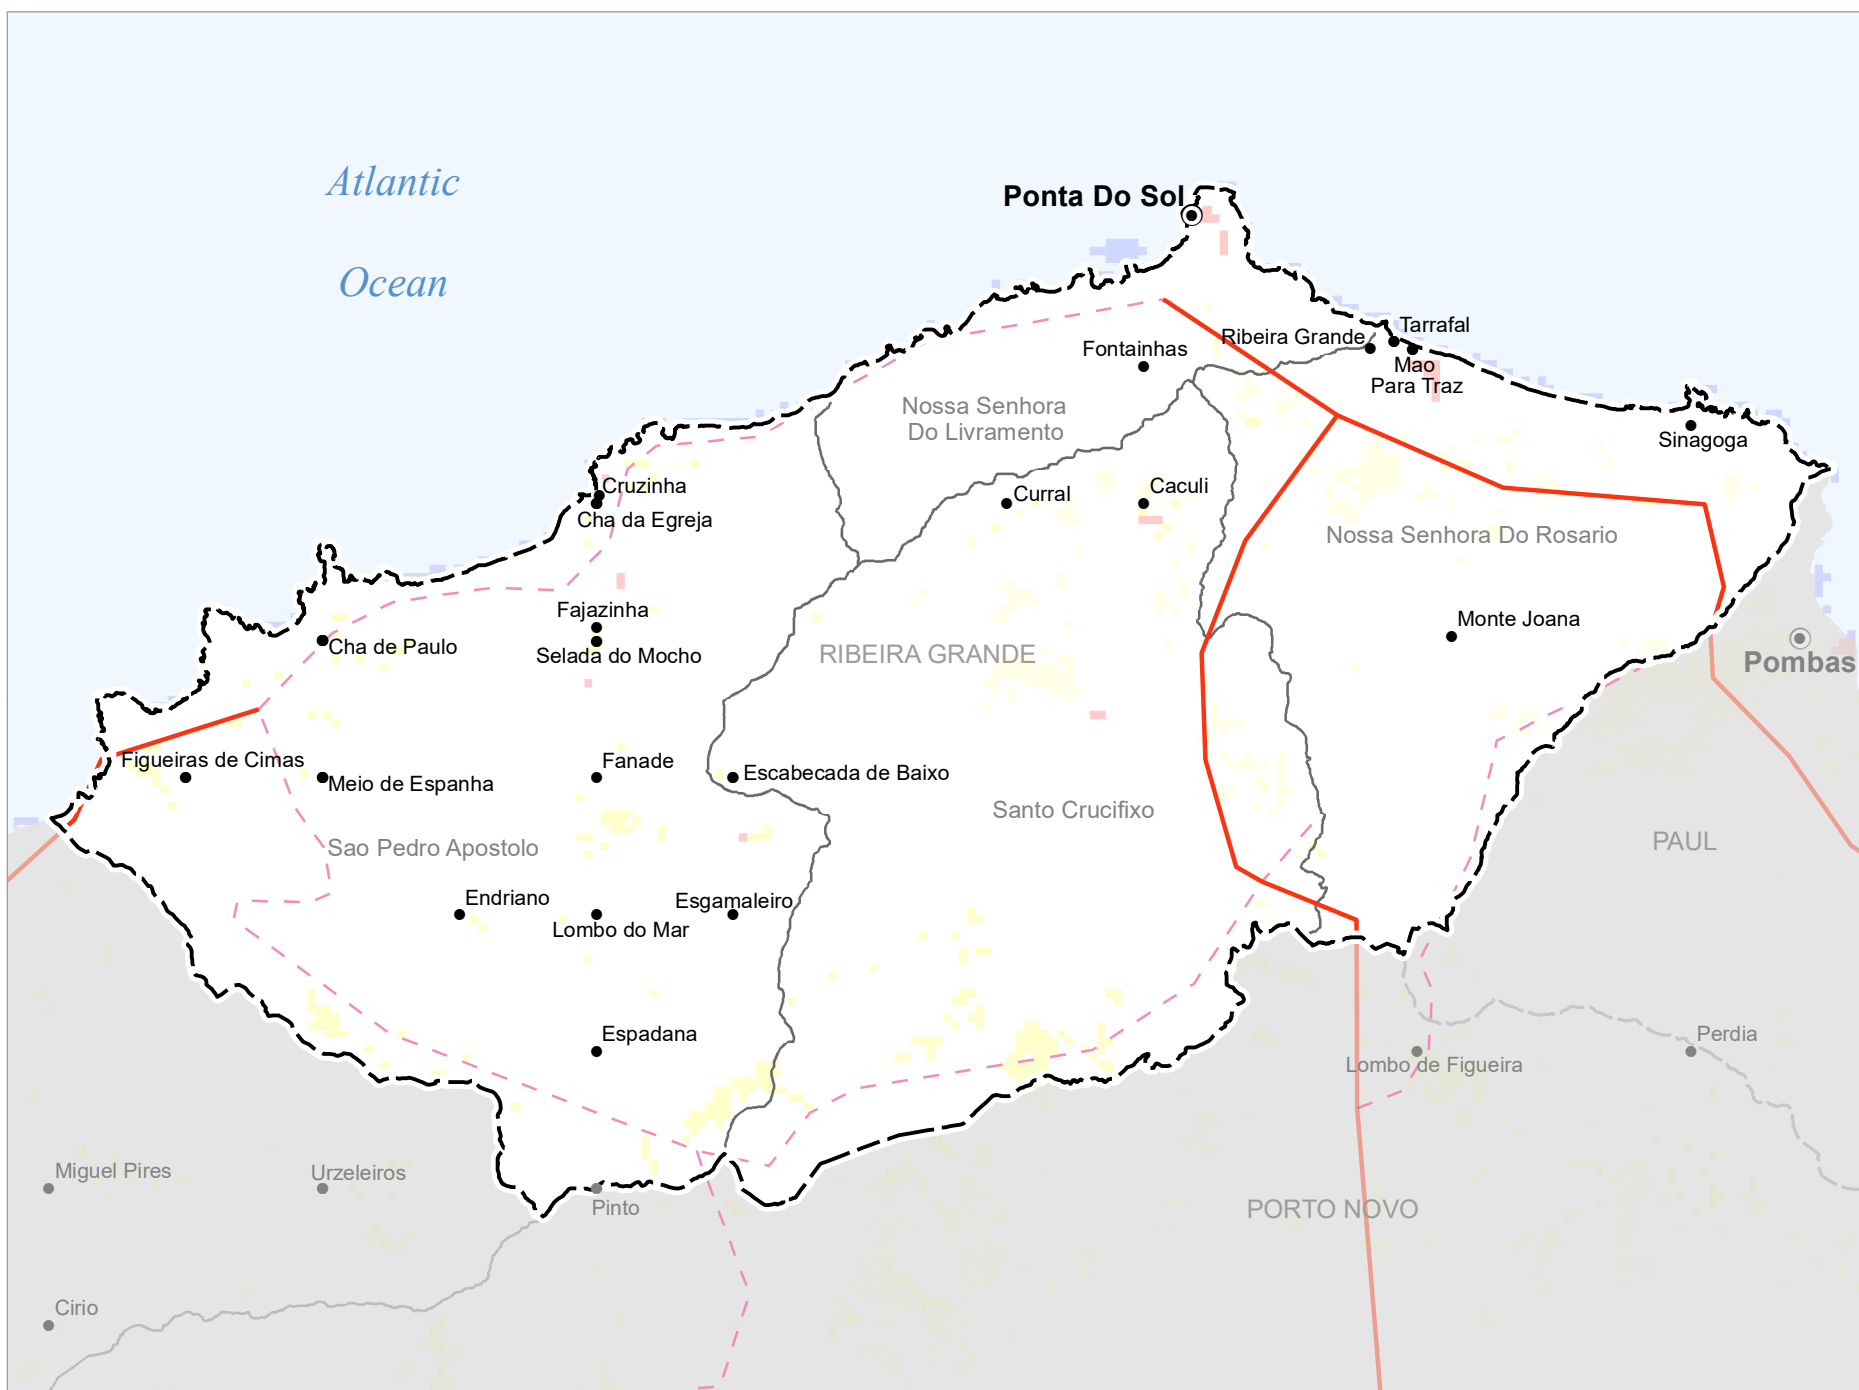 Atlantic
Ocean
Ponta Do Sol
Tarrafal
Ribeira Grande
Fontainhas
Mao
Para Traz
Nossa Senhora
Do Livramento
Sinagoga
Cruzinha
Cha da Egreja
Curral
Caculi
Nossa Senhora Do Rosario
Fajazinha
Monte Joana
Cha de Paulo
Selada do Mocho
RIBEIRA GRANDE
Pombas
Figueiras de Cimas
Meio de Espanha
Fanade
Escabecada de Baixo
Santo Crucifixo
Sao Pedro Apostolo
PAUL
Endriano
Lombo do Mar
Esgamaleiro
Espadana
Perdia
Lombo de Figueira
Miguel Pires
Urzeleiros
Pinto
PORTO NOVO
Cirio